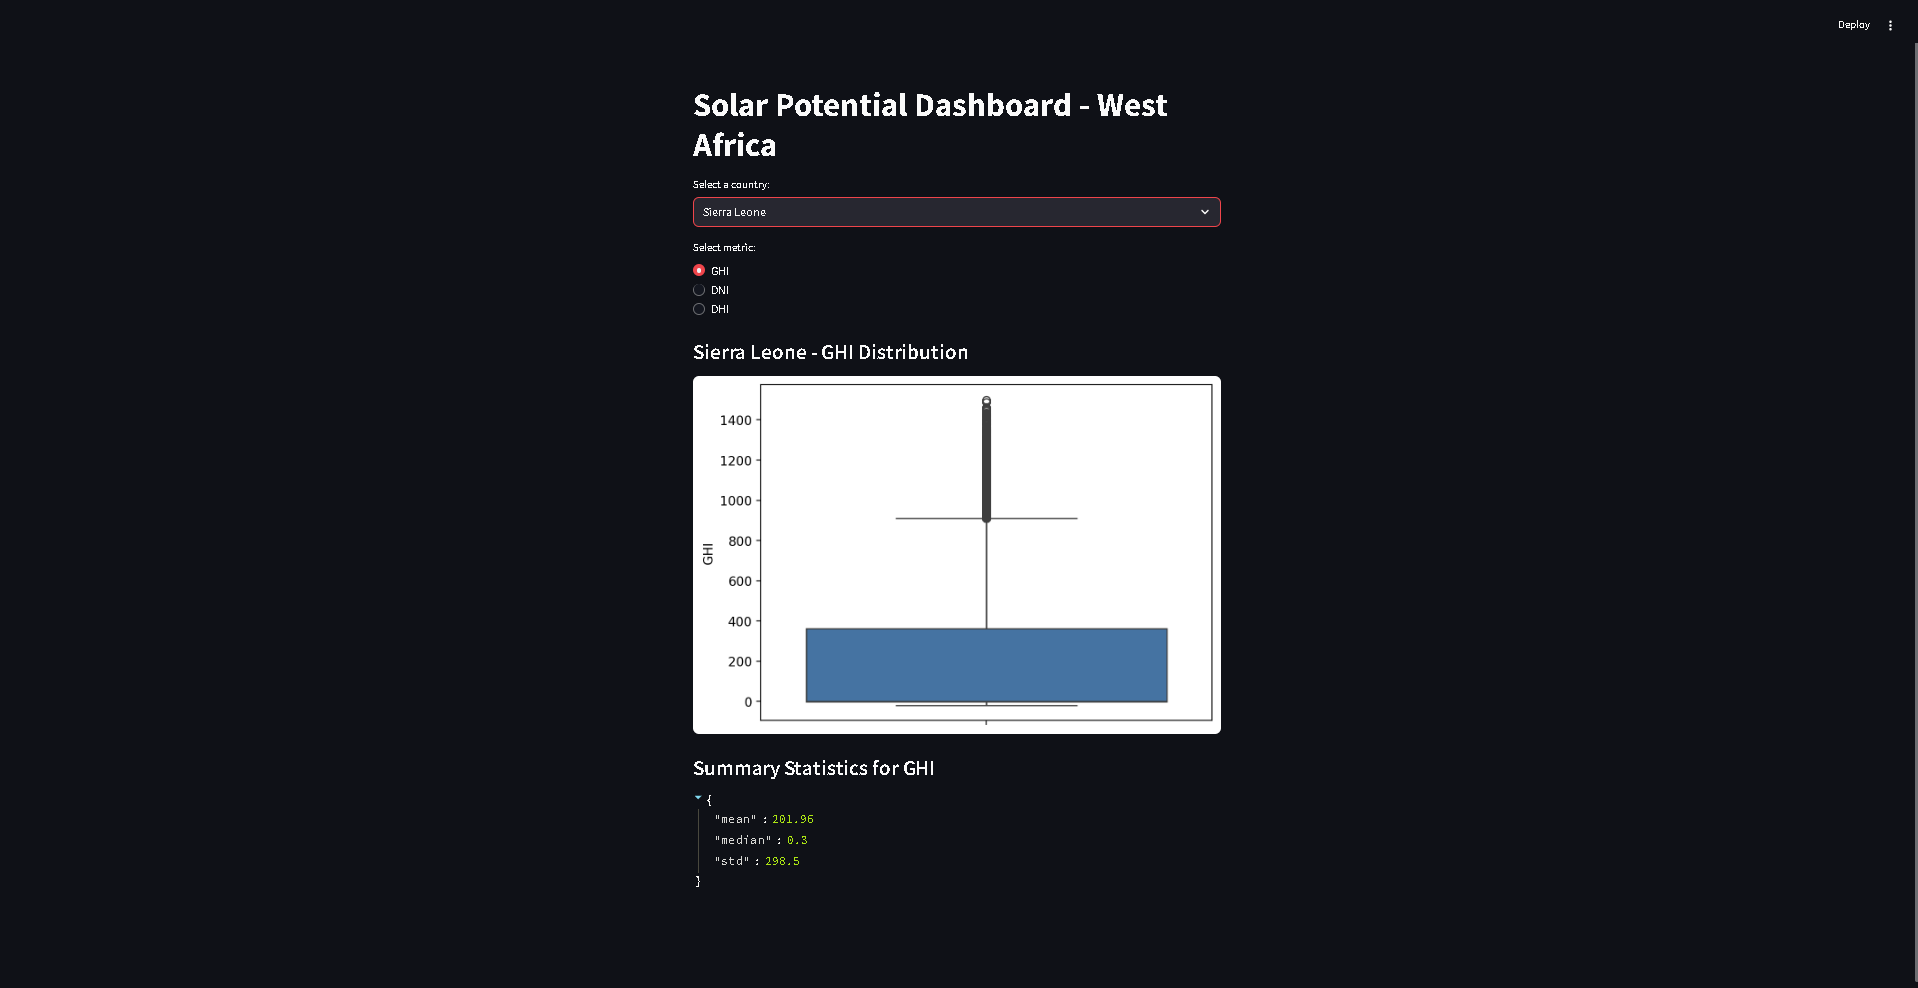 Deploy
Solar Potential Dashboard - West
Africa
Select a country:
Sierra Leone
Select metric:
GHI
DNI
DHI
Sierra Leone - GHI Distribution
1400
1200
1000
800
600
400
200
0
GHI
Summary Statistics for GHI
{
"mean" : 201.96
"median" : 0.3
"std" : 298.5
}